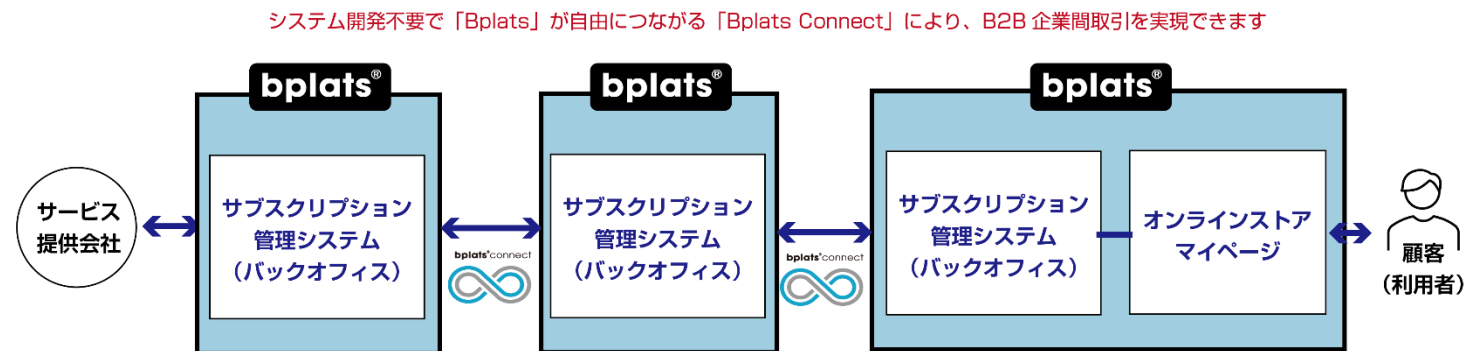 システム開発不要で「Bplats」が自由につながる「Bplats Connect」により、B2B 企業間取引を実現できます
bplats®
bplats®
bplats®
サービス
提供会社
サブスクリプション
管理システム
（バックオフィス）
bplats®connect
サブスクリプション
管理システム
（バックオフィス）
bplats®connect
サブスクリプション
管理システム
（バックオフィス）
オンラインストア
マイページ
顧客
（利用者）